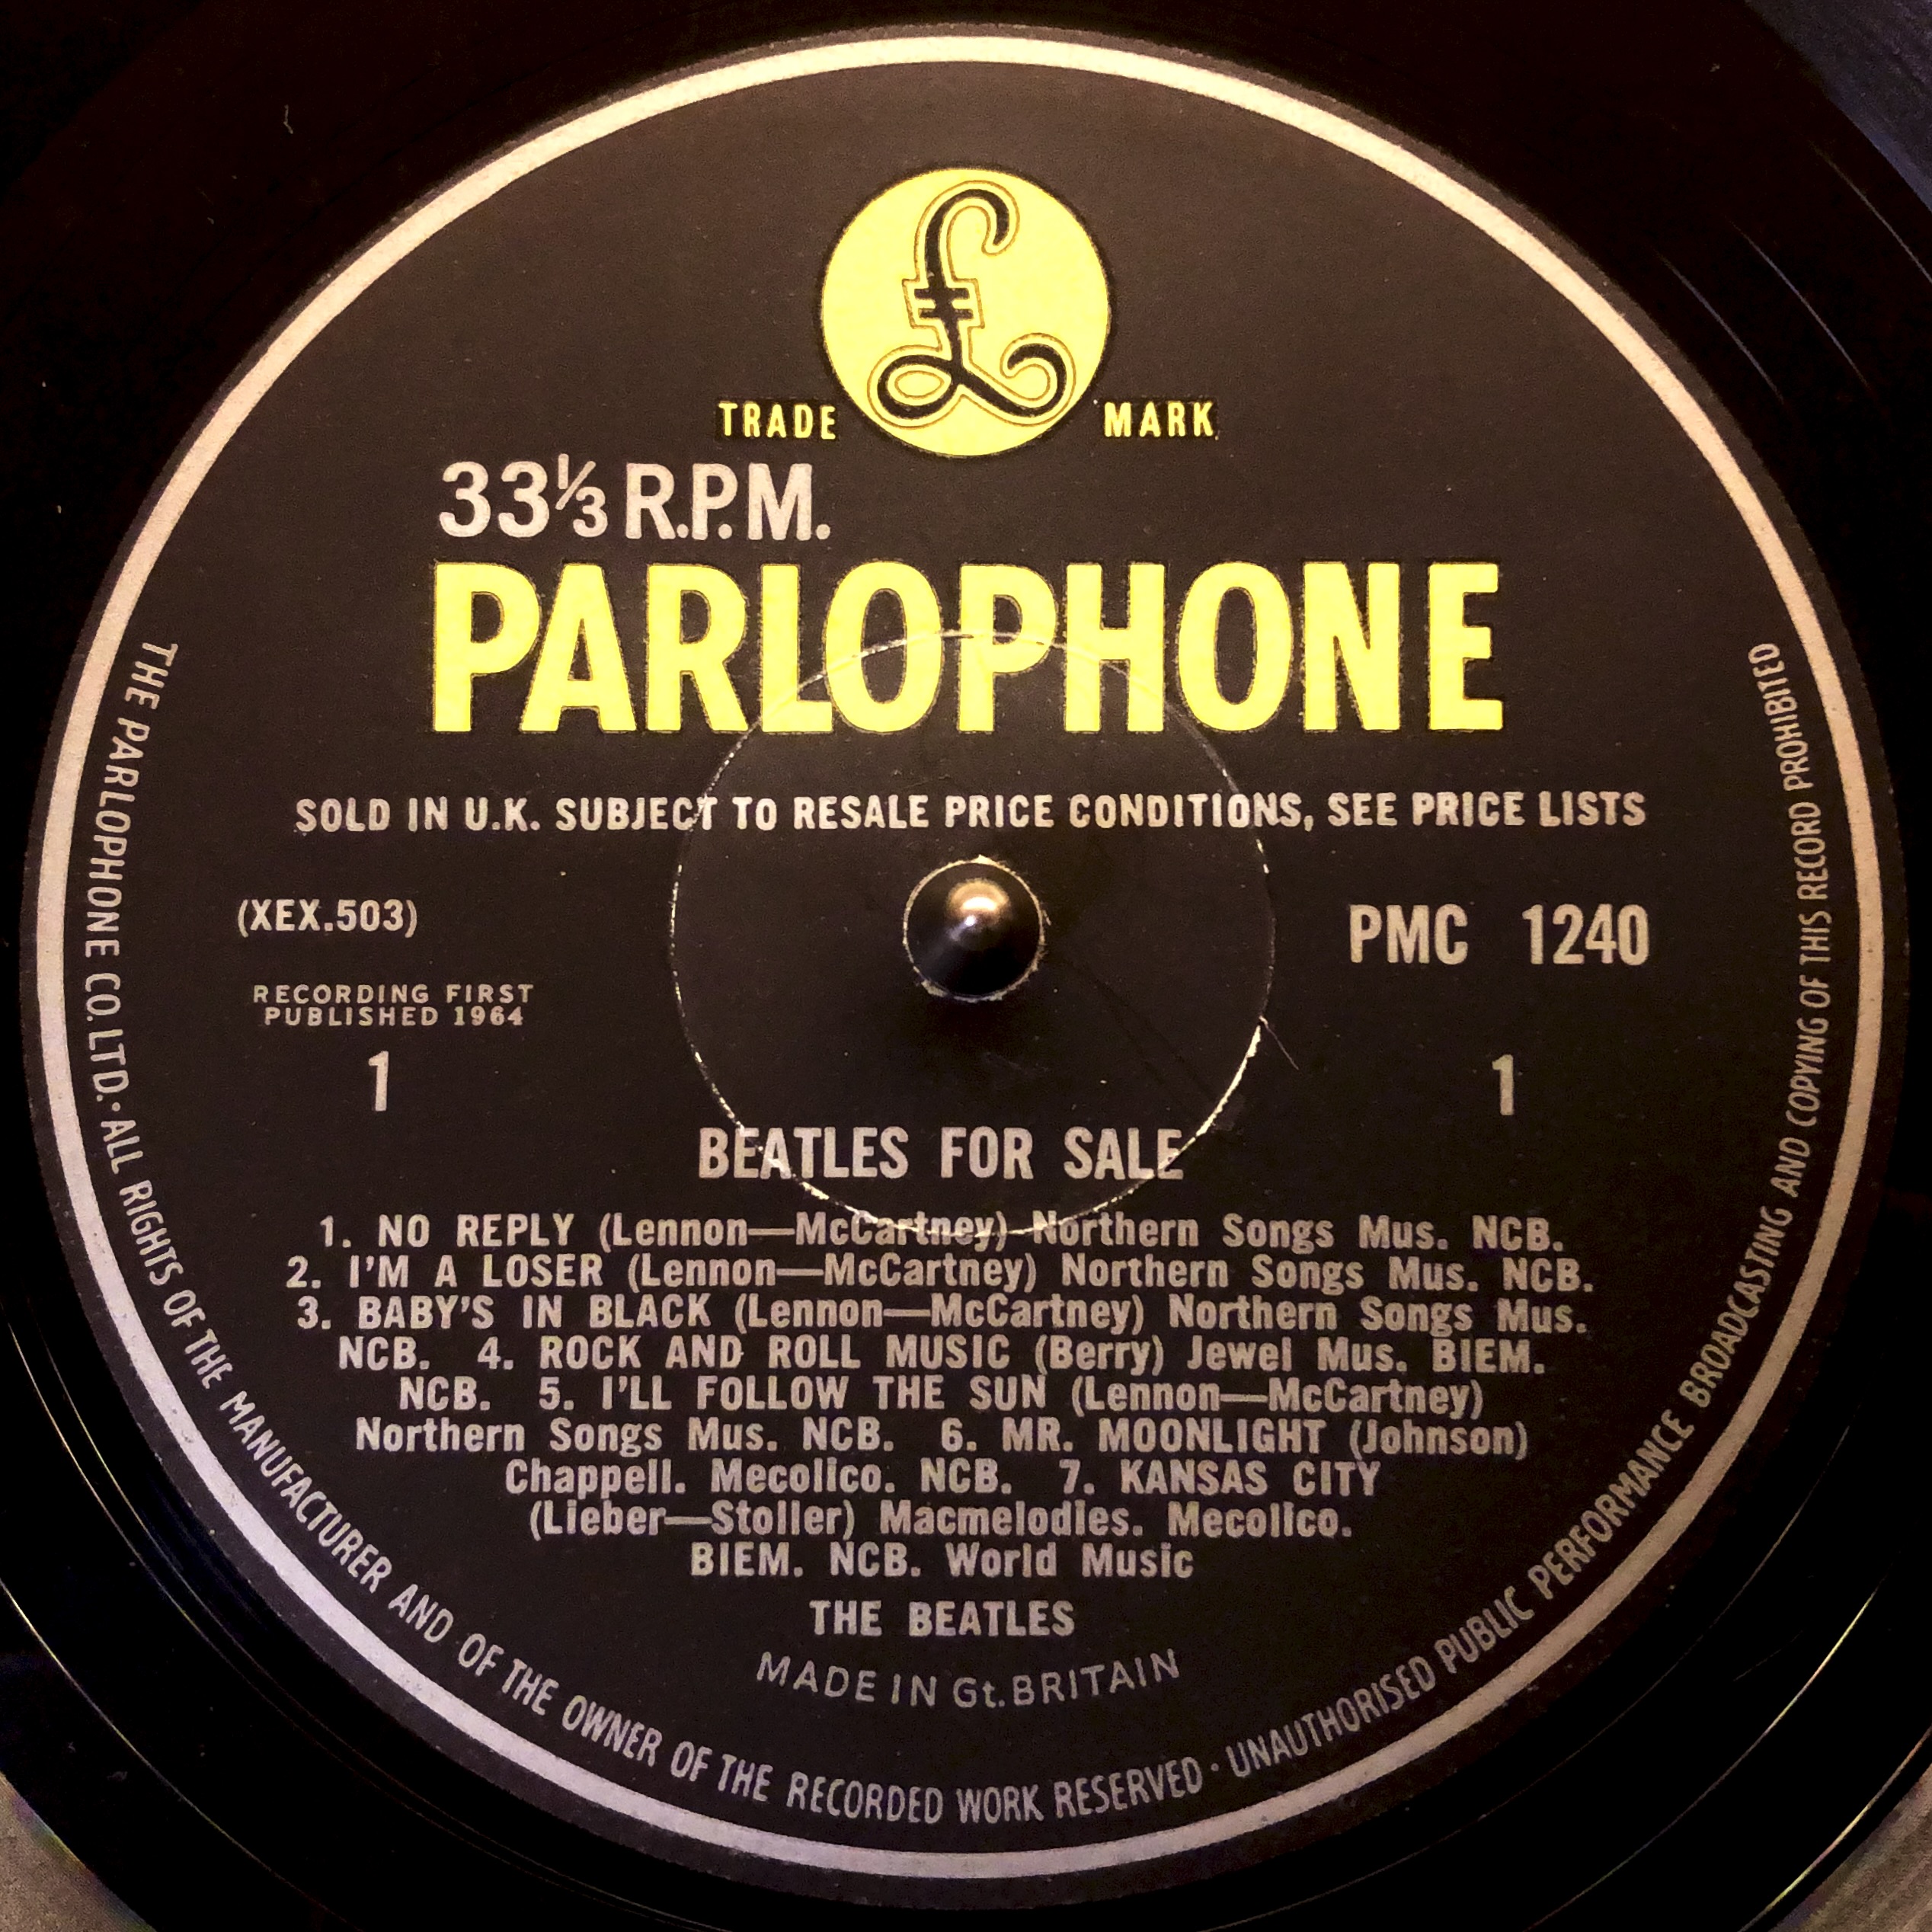 £
TRADE MARK
33⅓ R.P.M.
PARLOPHONE
SOLD IN U.K. SUBJECT TO RESALE PRICE CONDITIONS, SEE PRICE LISTS
(XEX.503)
PMC 1240
RECORDING FIRST
PUBLISHED 1964
1
1
BEATLES FOR SALE
1. NO REPLY (Lennon—McCartney) Northern Songs Mus. NCB.
2. I'M A LOSER (Lennon—McCartney) Northern Songs Mus. NCB.
3. BABY'S IN BLACK (Lennon—McCartney) Northern Songs Mus.
NCB. 4. ROCK AND ROLL MUSIC (Berry) Jewel Mus. BIEM.
NCB. 5. I'LL FOLLOW THE SUN (Lennon—McCartney)
Northern Songs Mus. NCB. 6. MR. MOONLIGHT (Johnson)
Chappell. Mecolico. NCB. 7. KANSAS CITY
(Lieber—Stoller) Macmelodies. Mecolico.
BIEM. NCB. World Music
THE BEATLES
MADE IN Gt. BRITAIN
THE PARLOPHONE CO. LTD. · ALL RIGHTS OF THE MANUFACTURER AND OF THE OWNER OF THE RECORDED WORK RESERVED · UNAUTHORISED PUBLIC PERFORMANCE BROADCASTING AND COPYING OF THIS RECORD PROHIBITED